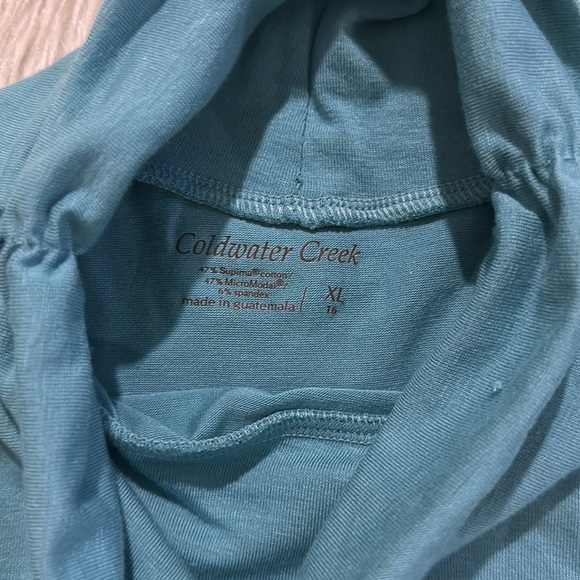 Coldwater Creek
47% Supima® cotton/
47% MicroModal®/
6% spandex
made in guatemala
XL
16